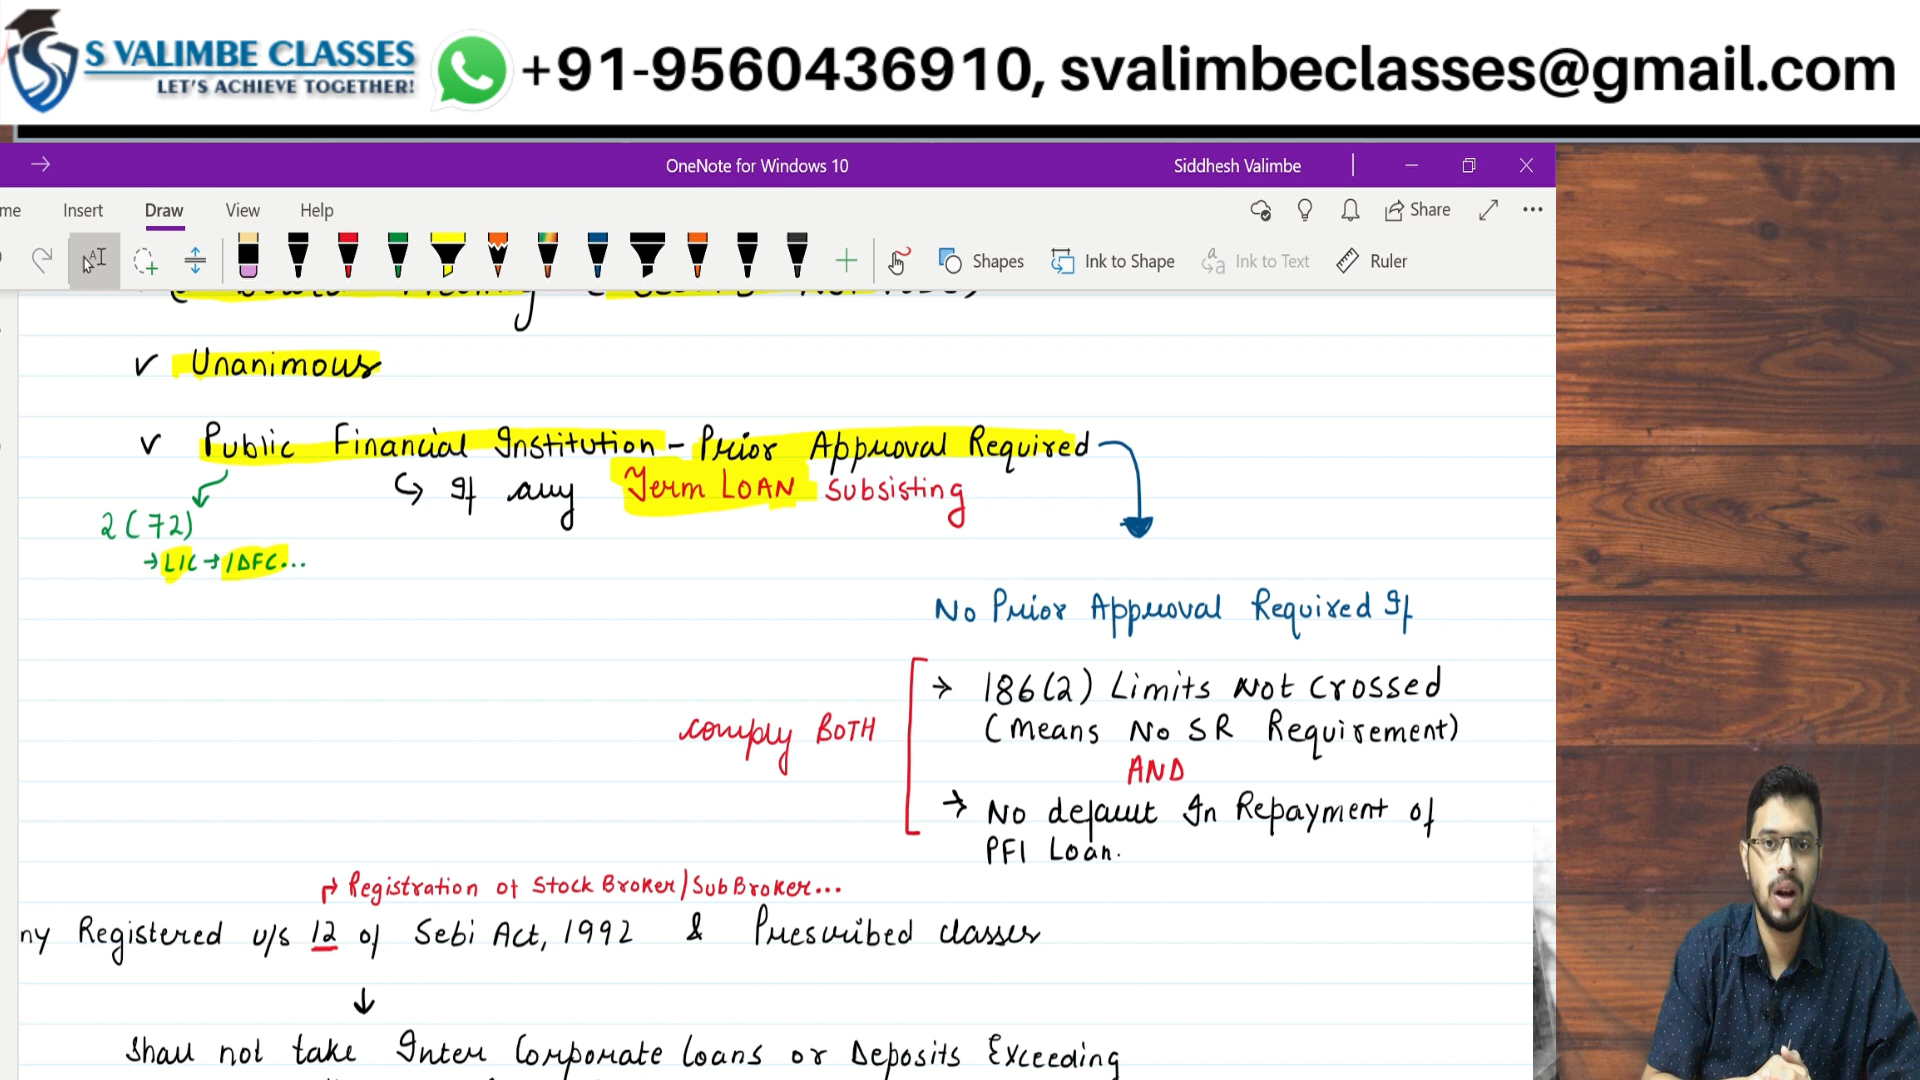 S VALIMBE CLASSES
LET'S ACHIEVE TOGETHER!
+91-9560436910, svalimbeclasses@gmail.com
OneNote for Windows 10
Siddhesh Valimbe
me Insert Draw View Help
Share
Shapes Ink to Shape Ink to Text Ruler
✓ Unanimous
✓ Public Financial Institution - Prior Approval Required
↳ If any Term LOAN Subsisting
2(72)
→ LIC → IDFC...
No Prior Approval Required If
→ 186(2) Limits Not Crossed
(Means No SR Requirement)
comply BOTH
AND
→ No default In Repayment of
PFI Loan.
Registration of Stock Broker/SubBroker...
ny Registered u/s 12 of Sebi Act, 1992 & Prescribed classes
↓
Shall not take Inter Corporate Loans or Deposits Exceeding